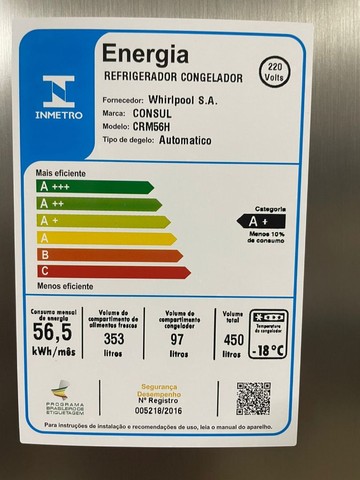 Energia
REFRIGERADOR CONGELADOR
220
Volts
INMETRO
Fornecedor: Whirlpool S.A.
Marca: CONSUL
Modelo: CRM56H
Tipo de degelo: Automatico
Mais eficiente
A +++
A ++
A +
A
B
C
Menos eficiente
Categoria
A +
Menos 10%
de consumo
Consumo mensal
de energia
56,5
kWh/mês
Volume do
compartimento de
alimentos frescos
353
litros
Volume do
compartimento
congelador
97
litros
Volume
total
450
litros
Temperatura
do congelador
-18°C
PROGRAMA
BRASILEIRO DE
ETIQUETAGEM
Segurança
Desempenho
Nº Registro
005218/2016
Para instruções de instalação e recomendações de uso, leia o manual do aparelho.